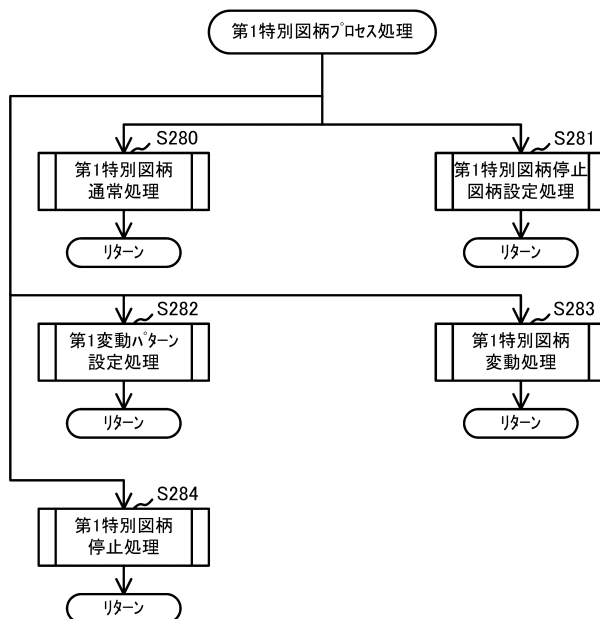 第1特別図柄ﾌﾟﾛｾｽ処理
S280
第1特別図柄
通常処理
ﾘﾀｰﾝ
S281
第1特別図柄停止
図柄設定処理
ﾘﾀｰﾝ
S282
第1変動ﾊﾟﾀｰﾝ
設定処理
ﾘﾀｰﾝ
S283
第1特別図柄
変動処理
ﾘﾀｰﾝ
S284
第1特別図柄
停止処理
ﾘﾀｰﾝ